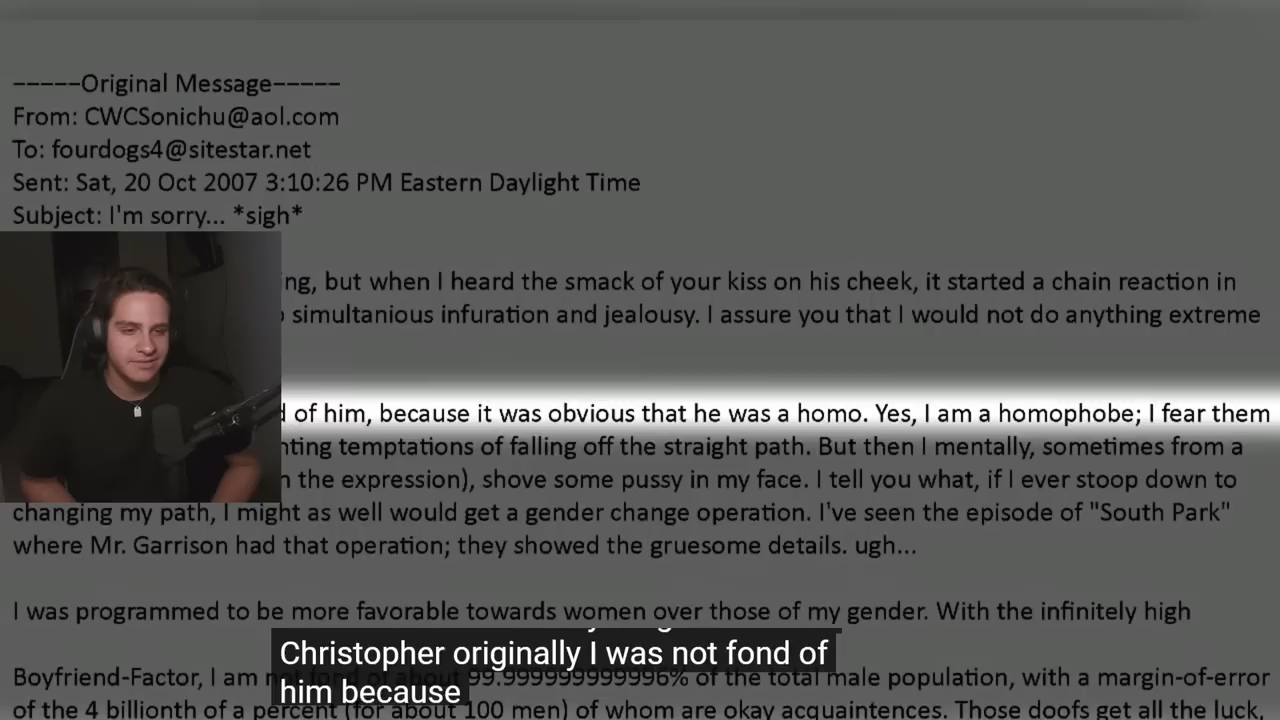 -----Original Message-----
From: CWCSonichu@aol.com
To: fourdogs4@sitestar.net
Sent: Sat, 20 Oct 2007 3:10:26 PM Eastern Daylight Time
Subject: I'm sorry... *sigh*
ing, but when I heard the smack of your kiss on his cheek, it started a chain reaction in
simultanious infuration and jealousy. I assure you that I would not do anything extreme
of him, because it was obvious that he was a homo. Yes, I am a homophobe; I fear them
nting temptations of falling off the straight path. But then I mentally, sometimes from a
the expression), shove some pussy in my face. I tell you what, if I ever stoop down to
changing my path, I might as well would get a gender change operation. I've seen the episode of "South Park"
where Mr. Garrison had that operation; they showed the gruesome details. ugh...
I was programmed to be more favorable towards women over those of my gender. With the infinitely high
Christopher originally I was not fond of
him because
Boyfriend-Factor, I am not fond of about 99.9999999999996% of the total male population, with a margin-of-error
of the 4 billionth of a percent (for about 100 men) of whom are okay acquaintences. Those doofs get all the luck,